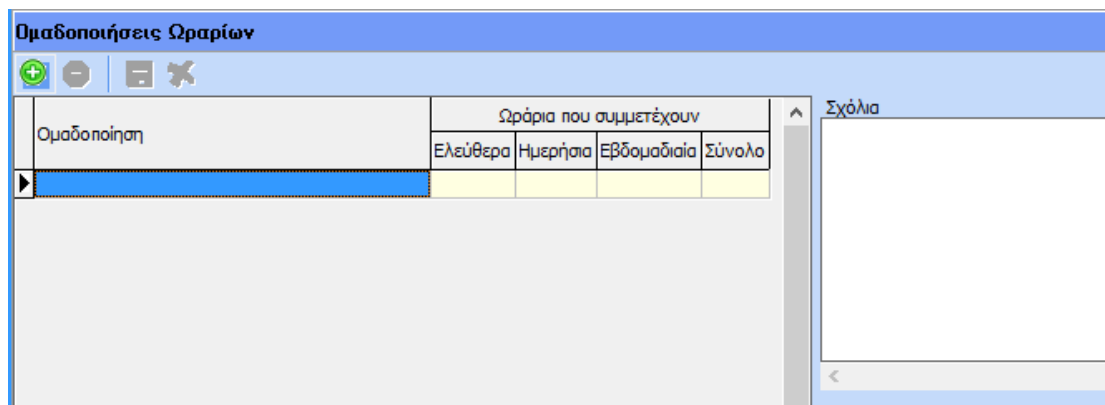 Ομαδοποιήσεις Ωραρίων
Ομαδοποίηση
Ωράρια που συμμετέχουν
Ελεύθερα Ημερήσια Εβδομαδιαία Σύνολο
Σχόλια